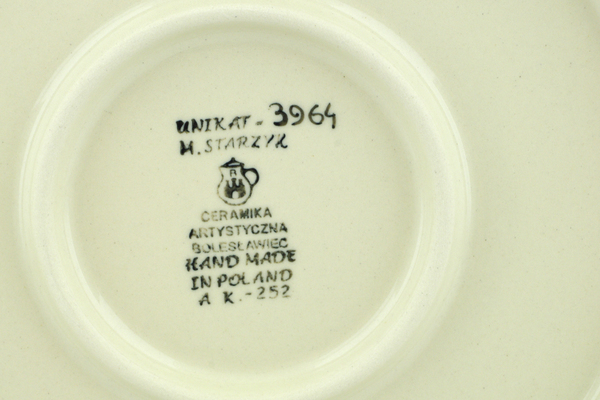 UNIKAT - 3964
M. STARZYK
CERAMIKA
ARTYSTYCZNA
BOLESŁAWIEC
HAND MADE
IN POLAND
A K. - 252